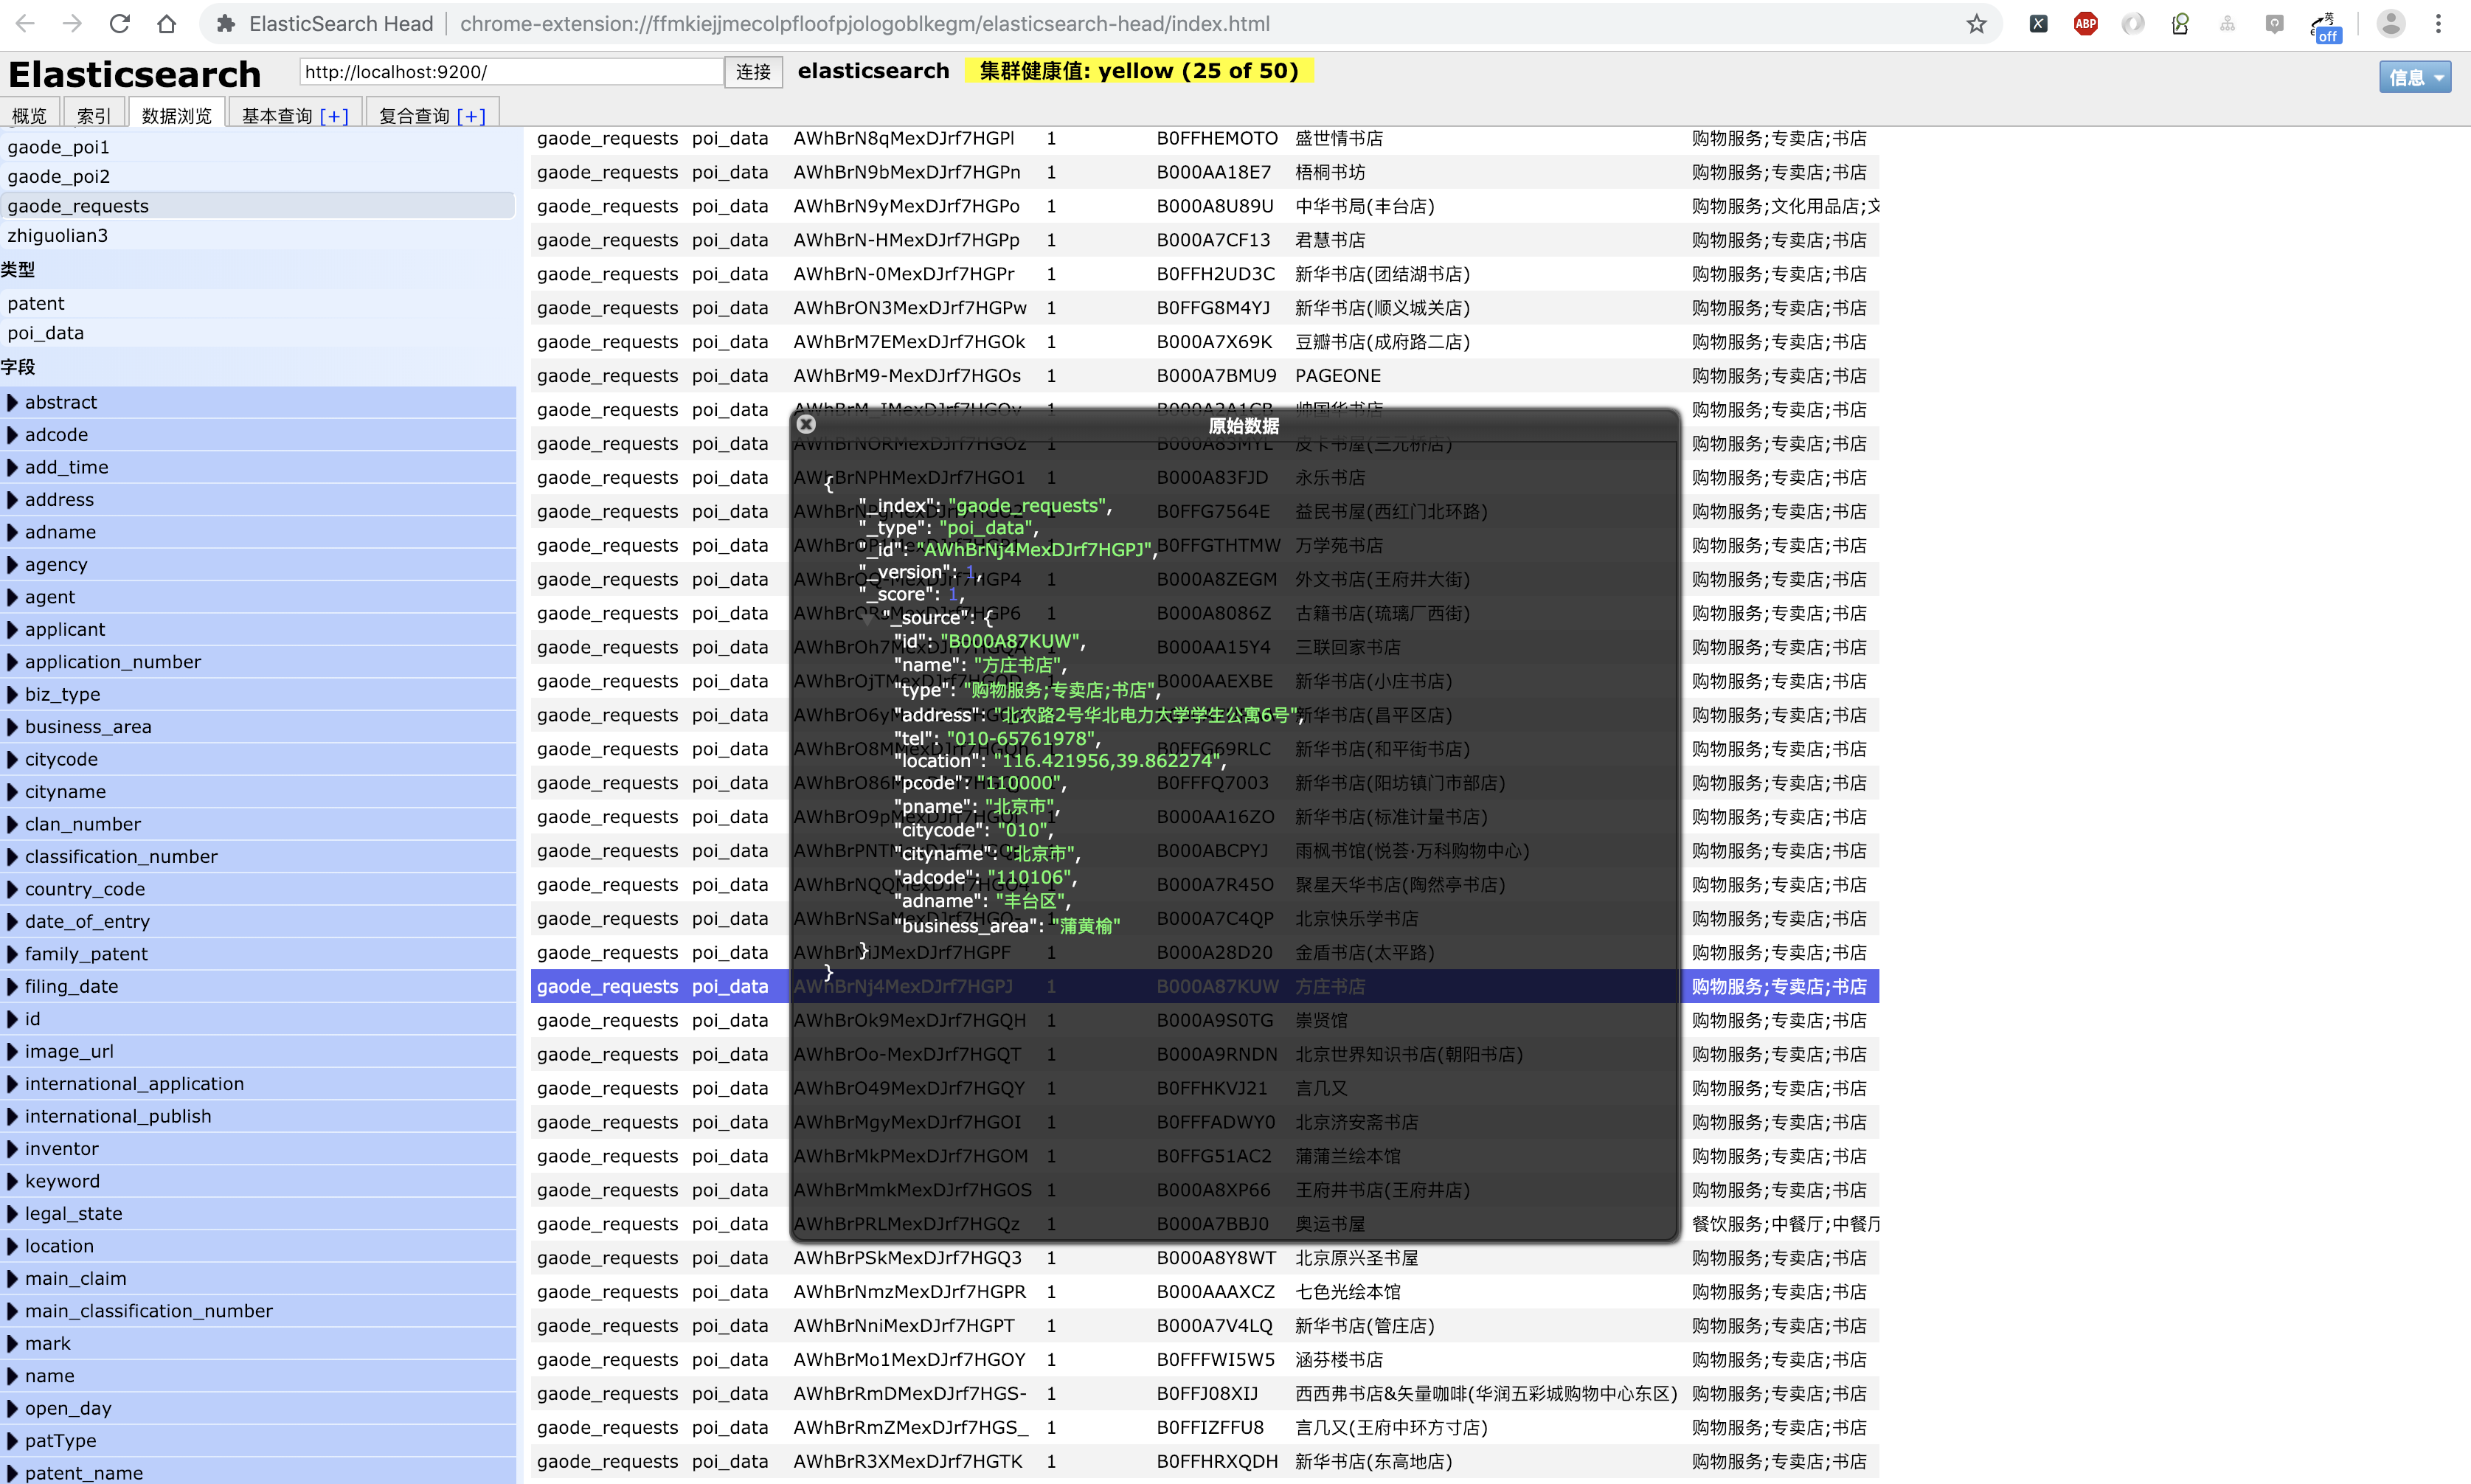 ElasticSearch Head | chrome-extension://ffmkiejjmecolpfloofpjologoblkegm/elasticsearch-head/index.html
ABP
英
off
Elasticsearch
http://localhost:9200/
连接
elasticsearch
集群健康值: yellow (25 of 50)
信息
概览
索引
数据浏览
基本查询 [+]
复合查询 [+]
gaode_poi1
gaode_poi2
gaode_requests
zhiguolian3
类型
patent
poi_data
字段
abstract
adcode
add_time
address
adname
agency
agent
applicant
application_number
biz_type
business_area
citycode
cityname
clan_number
classification_number
country_code
date_of_entry
family_patent
filing_date
id
image_url
international_application
international_publish
inventor
keyword
legal_state
location
main_claim
main_classification_number
mark
name
open_day
patType
patent_name
gaode_requests poi_data AWhBrN8qMexDJrf7HGPl 1 B0FFHEMOTO 盛世情书店 购物服务;专卖店;书店
gaode_requests poi_data AWhBrN9bMexDJrf7HGPn 1 B000AA18E7 梧桐书坊 购物服务;专卖店;书店
gaode_requests poi_data AWhBrN9yMexDJrf7HGPo 1 B000A8U89U 中华书局(丰台店) 购物服务;文化用品店;文
gaode_requests poi_data AWhBrN-HMexDJrf7HGPp 1 B000A7CF13 君慧书店 购物服务;专卖店;书店
gaode_requests poi_data AWhBrN-0MexDJrf7HGPr 1 B0FFH2UD3C 新华书店(团结湖书店) 购物服务;专卖店;书店
gaode_requests poi_data AWhBrON3MexDJrf7HGPw 1 B0FFG8M4YJ 新华书店(顺义城关店) 购物服务;专卖店;书店
gaode_requests poi_data AWhBrM7EMexDJrf7HGOk 1 B000A7X69K 豆瓣书店(成府路二店) 购物服务;专卖店;书店
gaode_requests poi_data AWhBrM9-MexDJrf7HGOs 1 B000A7BMU9 PAGEONE 购物服务;专卖店;书店
gaode_requests poi_data AWhBrM_IMexDJrf7HGOv 1 B000A2A1CB 帅国华书店 购物服务;专卖店;书店
gaode_requests poi_data AWhBrNORMexDJrf7HGOz 1 B000A83MYL 皮卡书屋(三元桥店) 购物服务;专卖店;书店
gaode_requests poi_data AWhBrNPHMexDJrf7HGO1 1 B000A83FJD 永乐书店 购物服务;专卖店;书店
gaode_requests poi_data B0FFG7564E 益民书屋(西红门北环路) 购物服务;专卖店;书店
gaode_requests poi_data B0FFGTHTMW 万学苑书店 购物服务;专卖店;书店
gaode_requests poi_data 1 B000A8ZEGM 外文书店(王府井大街) 购物服务;专卖店;书店
gaode_requests poi_data 1 B000A8086Z 古籍书店(琉璃厂西街) 购物服务;专卖店;书店
gaode_requests poi_data B000AA15Y4 三联回家书店 购物服务;专卖店;书店
gaode_requests poi_data B000AAEXBE 新华书店(小庄书店) 购物服务;专卖店;书店
gaode_requests poi_data 新华书店(昌平区店) 购物服务;专卖店;书店
gaode_requests poi_data B0FFG69RLC 新华书店(和平街书店) 购物服务;专卖店;书店
gaode_requests poi_data B0FFFQ7003 新华书店(阳坊镇门市部店) 购物服务;专卖店;书店
gaode_requests poi_data B000AA16ZO 新华书店(标准计量书店) 购物服务;专卖店;书店
gaode_requests poi_data B000ABCPYJ 雨枫书馆(悦荟·万科购物中心) 购物服务;专卖店;书店
gaode_requests poi_data B000A7R45O 聚星天华书店(陶然亭书店) 购物服务;专卖店;书店
gaode_requests poi_data B000A7C4QP 北京快乐学书店 购物服务;专卖店;书店
gaode_requests poi_data 1 B000A28D20 金盾书店(太平路) 购物服务;专卖店;书店
gaode_requests poi_data AWhBrNj4MexDJrf7HGPJ 1 B000A87KUW 方庄书店 购物服务;专卖店;书店
gaode_requests poi_data AWhBrOk9MexDJrf7HGQH 1 B000A9S0TG 崇贤馆 购物服务;专卖店;书店
gaode_requests poi_data AWhBrOo-MexDJrf7HGQT 1 B000A9RNDN 北京世界知识书店(朝阳书店) 购物服务;专卖店;书店
gaode_requests poi_data AWhBrO49MexDJrf7HGQY 1 B0FFHKVJ21 言几又 购物服务;专卖店;书店
gaode_requests poi_data AWhBrMgyMexDJrf7HGOI 1 B0FFFADWY0 北京济安斋书店 购物服务;专卖店;书店
gaode_requests poi_data AWhBrMkPMexDJrf7HGOM 1 B0FFG51AC2 蒲蒲兰绘本馆 购物服务;专卖店;书店
gaode_requests poi_data AWhBrMmkMexDJrf7HGOS 1 B000A8XP66 王府井书店(王府井店) 购物服务;专卖店;书店
gaode_requests poi_data AWhBrPRLMexDJrf7HGQz 1 B000A7BBJ0 奥运书屋 餐饮服务;中餐厅;中餐厅
gaode_requests poi_data AWhBrPSkMexDJrf7HGQ3 1 B000A8Y8WT 北京原兴圣书屋 购物服务;专卖店;书店
gaode_requests poi_data AWhBrNmzMexDJrf7HGPR 1 B000AAAXCZ 七色光绘本馆 购物服务;专卖店;书店
gaode_requests poi_data AWhBrNniMexDJrf7HGPT 1 B000A7V4LQ 新华书店(管庄店) 购物服务;专卖店;书店
gaode_requests poi_data AWhBrMo1MexDJrf7HGOY 1 B0FFFWI5W5 涵芬楼书店 购物服务;专卖店;书店
gaode_requests poi_data AWhBrRmDMexDJrf7HGS- 1 B0FFJ08XIJ 西西弗书店&矢量咖啡(华润五彩城购物中心东区) 购物服务;专卖店;书店
gaode_requests poi_data AWhBrRmZMexDJrf7HGS_ 1 B0FFIZFFU8 言几又(王府中环方寸店) 购物服务;专卖店;书店
gaode_requests poi_data AWhBrR3XMexDJrf7HGTK 1 B0FFHRXQDH 新华书店(东高地店) 购物服务;专卖店;书店
原始数据
{
"_index": "gaode_requests",
"_type": "poi_data",
"_id": "AWhBrNj4MexDJrf7HGPJ",
"_version": 1,
"_score": 1,
"_source": {
"id": "B000A87KUW",
"name": "方庄书店",
"type": "购物服务;专卖店;书店",
"address": "北农路2号华北电力大学学生公寓6号",
"tel": "010-65761978",
"location": "116.421956,39.862274",
"pcode": "110000",
"pname": "北京市",
"citycode": "010",
"cityname": "北京市",
"adcode": "110106",
"adname": "丰台区",
"business_area": "蒲黄榆"
}
}